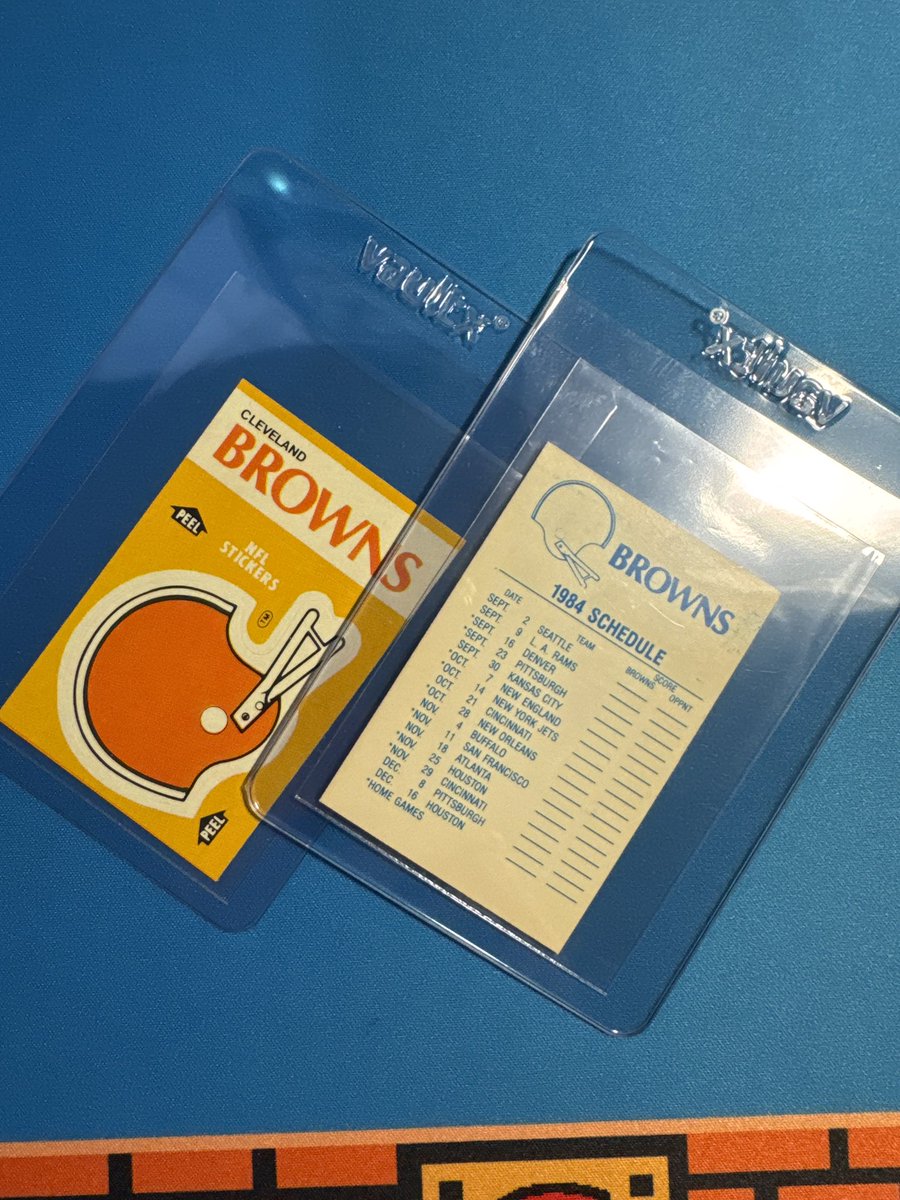 vaultx®
CLEVELAND
BROWNS
PEEL
NFL
STICKERS
TM
PEEL
vaultx®
BROWNS
1984 SCHEDULE
DATE TEAM SCORE
BROWNS OPPNT
SEPT. 2 SEATTLE
SEPT. 9 L. A. RAMS
*SEPT. 16 DENVER
*SEPT. 23 PITTSBURGH
SEPT. 30 KANSAS CITY
*OCT. 7 NEW ENGLAND
OCT. 14 NEW YORK JETS
OCT. 21 CINCINNATI
*OCT. 28 NEW ORLEANS
NOV. 4 BUFFALO
*NOV. 11 SAN FRANCISCO
NOV. 18 ATLANTA
*NOV. 25 HOUSTON
CINCINNATI
DEC. PITTSBURGH
DEC. 16 HOUSTON
*HOME GAMES